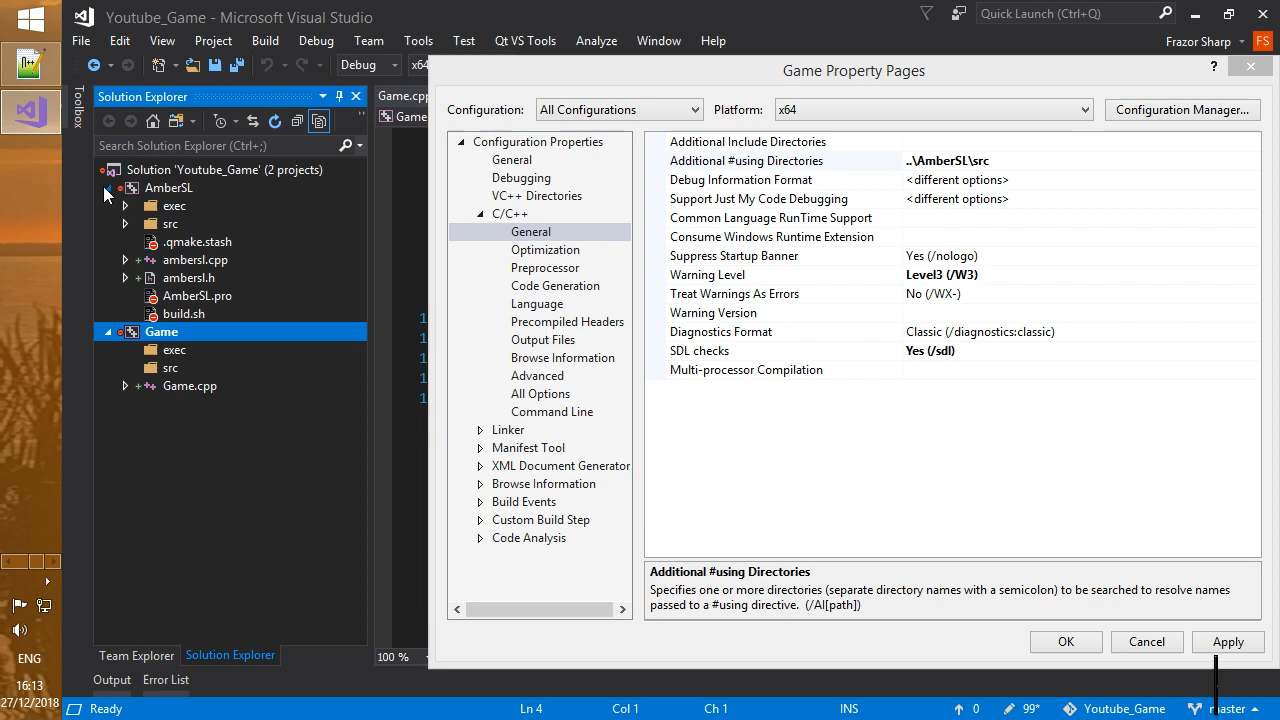 Youtube_Game - Microsoft Visual Studio
Quick Launch (Ctrl+Q)
File Edit View Project Build Debug Team Tools Test Qt VS Tools Analyze Window Help
Frazor Sharp FS
Debug x64
Toolbox
Solution Explorer
Search Solution Explorer (Ctrl+;)
Solution 'Youtube_Game' (2 projects)
AmberSL
exec
src
.qmake.stash
ambersl.cpp
ambersl.h
AmberSL.pro
build.sh
Game
exec
src
Game.cpp
Team Explorer Solution Explorer
Output Error List
Game.cpp
Game
1
1
1
1
1
100 %
Game Property Pages
?
Configuration: All Configurations Platform: x64 Configuration Manager...
Configuration Properties
General
Debugging
VC++ Directories
C/C++
General
Optimization
Preprocessor
Code Generation
Language
Precompiled Headers
Output Files
Browse Information
Advanced
All Options
Command Line
Linker
Manifest Tool
XML Document Generator
Browse Information
Build Events
Custom Build Step
Code Analysis
Additional Include Directories
Additional #using Directories ..\AmberSL\src
Debug Information Format <different options>
Support Just My Code Debugging <different options>
Common Language RunTime Support
Consume Windows Runtime Extension
Suppress Startup Banner Yes (/nologo)
Warning Level Level3 (/W3)
Treat Warnings As Errors No (/WX-)
Warning Version
Diagnostics Format Classic (/diagnostics:classic)
SDL checks Yes (/sdl)
Multi-processor Compilation
Additional #using Directories
Specifies one or more directories (separate directory names with a semicolon) to be searched to resolve names
passed to a #using directive. (/AI[path])
OK Cancel Apply
ENG
16:13
27/12/2018
Ready Ln 4 Col 1 Ch 1 INS 0 99* Youtube_Game master